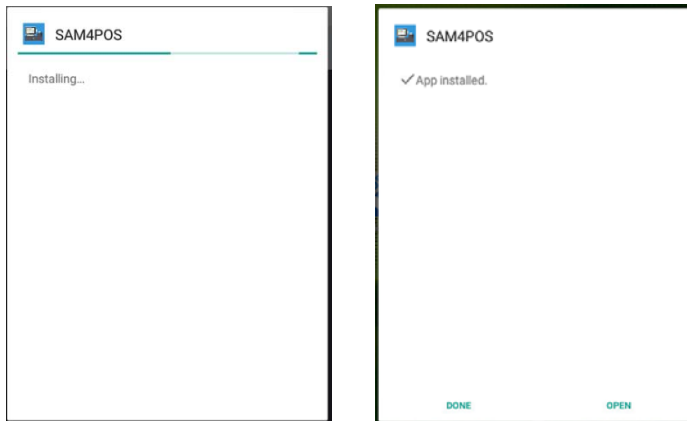 SAM4POS
Installing...
SAM4POS
App installed.
DONE
OPEN